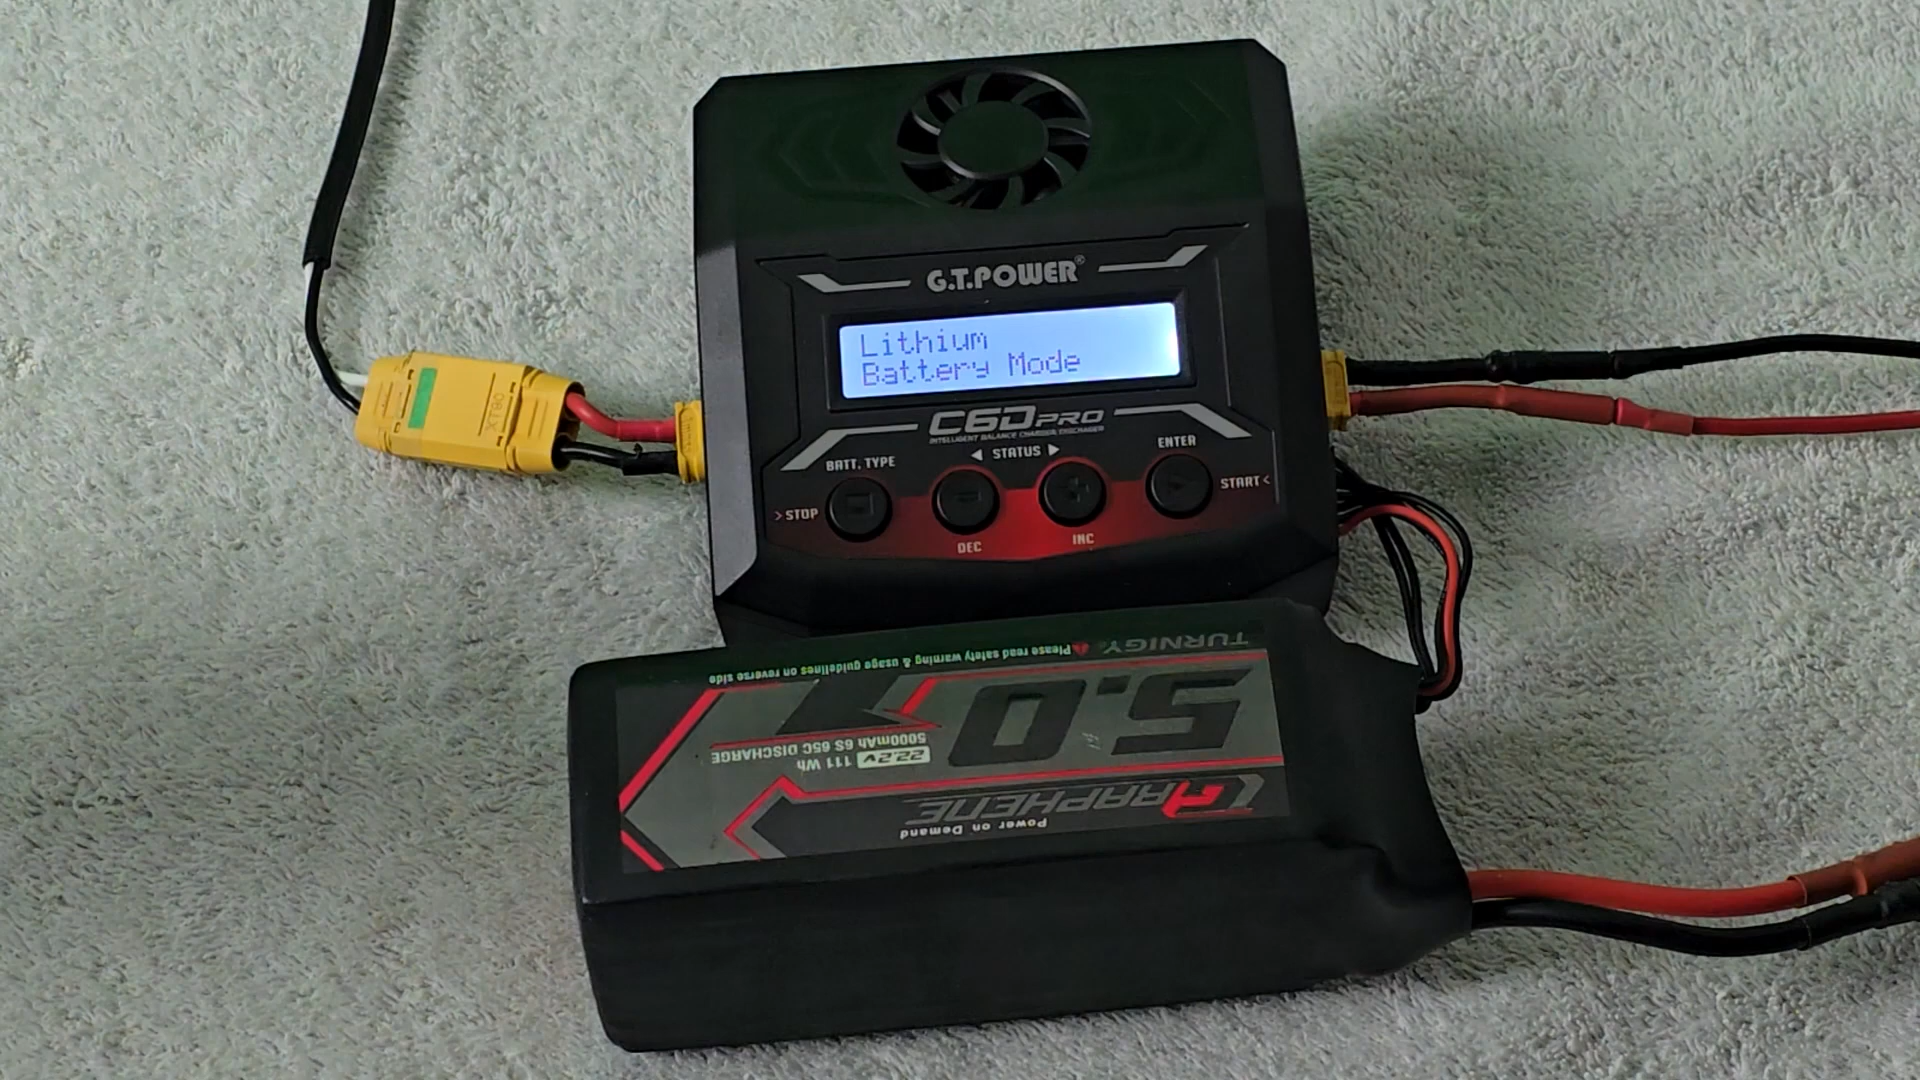 G.T.POWER®
Lithium
Battery Mode
C6D PRO
INTELLIGENT BALANCE CHARGER/DISCHAGER
BATT. TYPE
◀ STATUS ▶
ENTER
> STOP
START <
DEC
INC
XT90
Power on Demand
GRAPHENE
111 Wh 22.2v
5000mAh 6S 65C DISCHARGE
5.0
TURNIGY
Please read safety warning & usage guidelines on reverse side